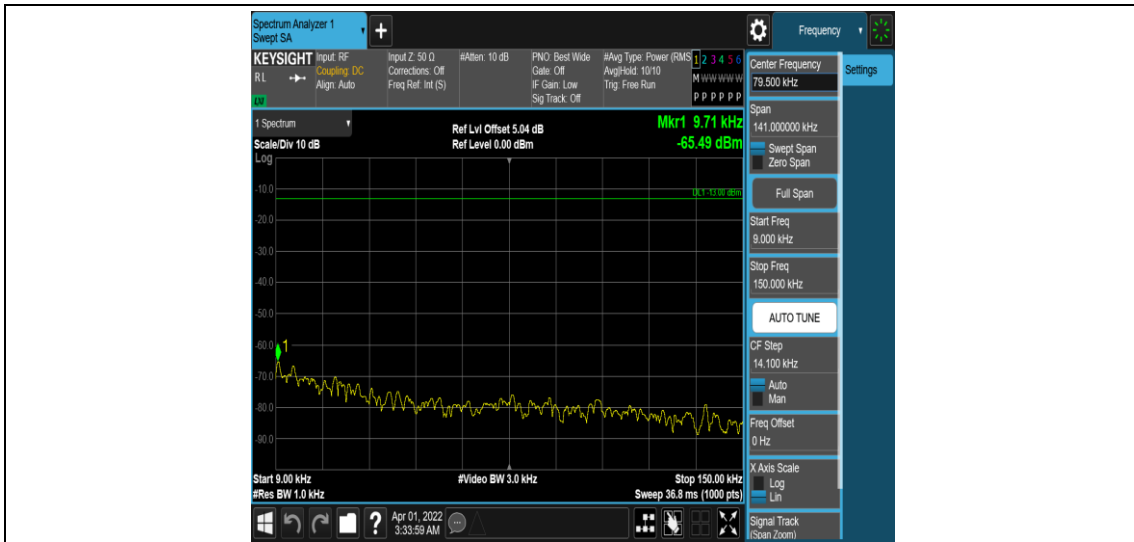 Spectrum Analyzer 1
Swept SA
Frequency
KEYSIGHT
RL
Input: RF
Coupling: DC
Align: Auto
Input Z: 50 Ω
Corrections: Off
Freq Ref: Int (S)
#Atten: 10 dB
PNO: Best Wide
Gate: Off
IF Gain: Low
Sig Track: Off
#Avg Type: Power (RMS
Avg|Hold: 10/10
Trig: Free Run
1 2 3 4 5 6
M W W W W W
P P P P P P
LXI
1 Spectrum
Scale/Div 10 dB
Ref Lvl Offset 5.04 dB
Ref Level 0.00 dBm
Mkr1 9.71 kHz
-65.49 dBm
Log
DL1 -13.00 dBm
-10.0
-20.0
-30.0
-40.0
-50.0
-60.0
1
-70.0
-80.0
-90.0
Start 9.00 kHz
#Res BW 1.0 kHz
#Video BW 3.0 kHz
Stop 150.00 kHz
Sweep 36.8 ms (1000 pts)
Apr 01, 2022
3:33:59 AM
Center Frequency
79.500 kHz
Settings
Span
141.000000 kHz
Swept Span
Zero Span
Full Span
Start Freq
9.000 kHz
Stop Freq
150.000 kHz
AUTO TUNE
CF Step
14.100 kHz
Auto
Man
Freq Offset
0 Hz
X Axis Scale
Log
Lin
Signal Track
(Span Zoom)